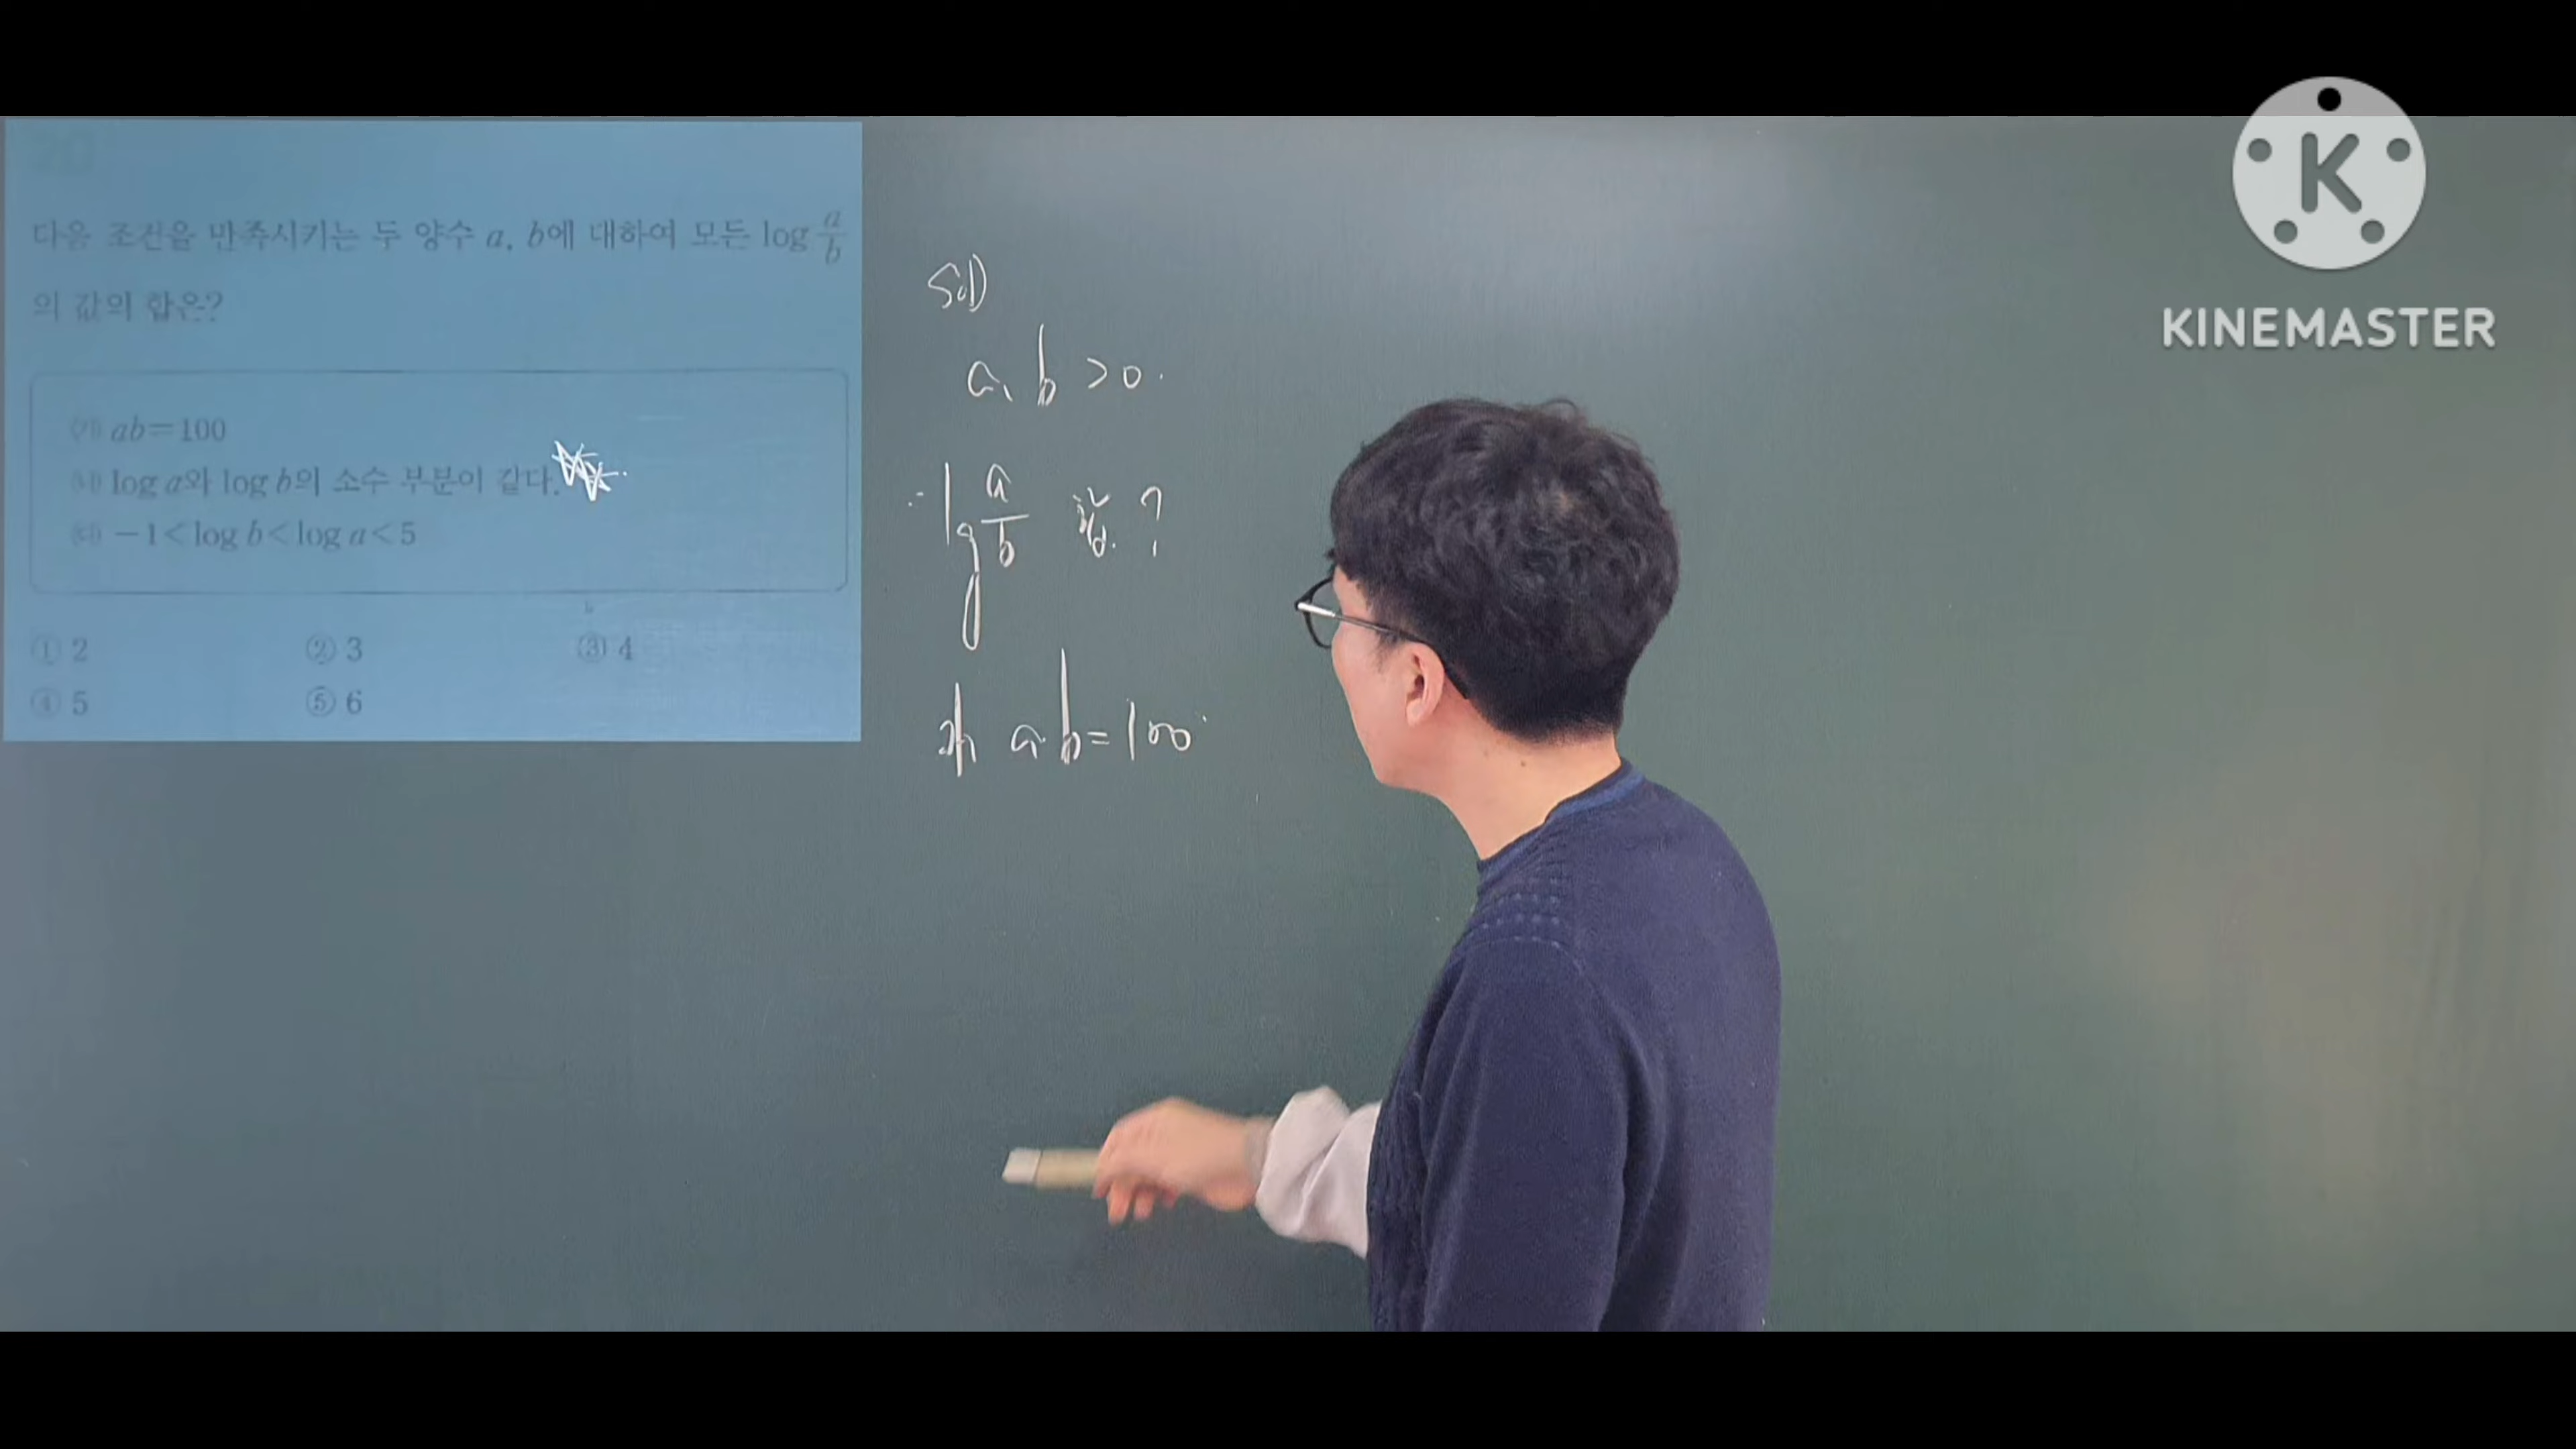 20
다음 조건을 만족시키는 두 양수 a, b에 대하여 모든 log a/b
의 값의 합은?
(가) ab=100
(나) log a와 log b의 소수 부분이 같다.
(다) -1<log b<log a<5
① 2 ② 3 ③ 4
④ 5 ⑤ 6
sol)
a, b >0.
log a/b 합?
가) ab=100
K
KINEMASTER